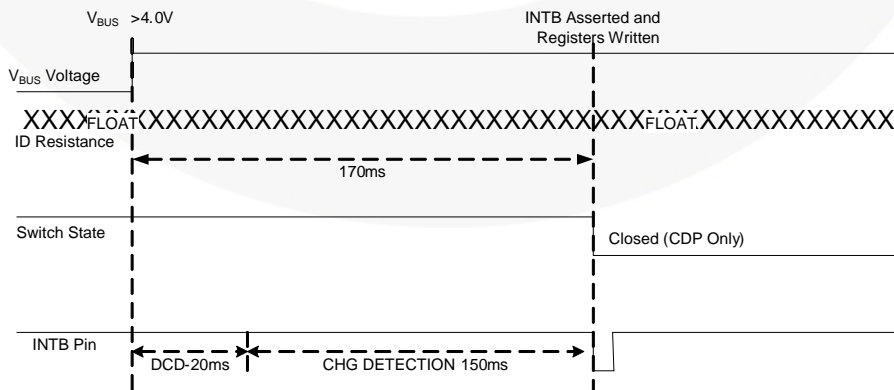 VBUS >4.0V
INTB Asserted and
Registers Written
VBUS Voltage
XXXFLOATXXXXXXXXXXXXXXXXXXXXXXXXXXXXXXXXXXXFLOATXXXXXXXXXXXX
ID Resistance
170ms
Switch State
Closed (CDP Only)
INTB Pin
DCD-20ms
CHG DETECTION 150ms